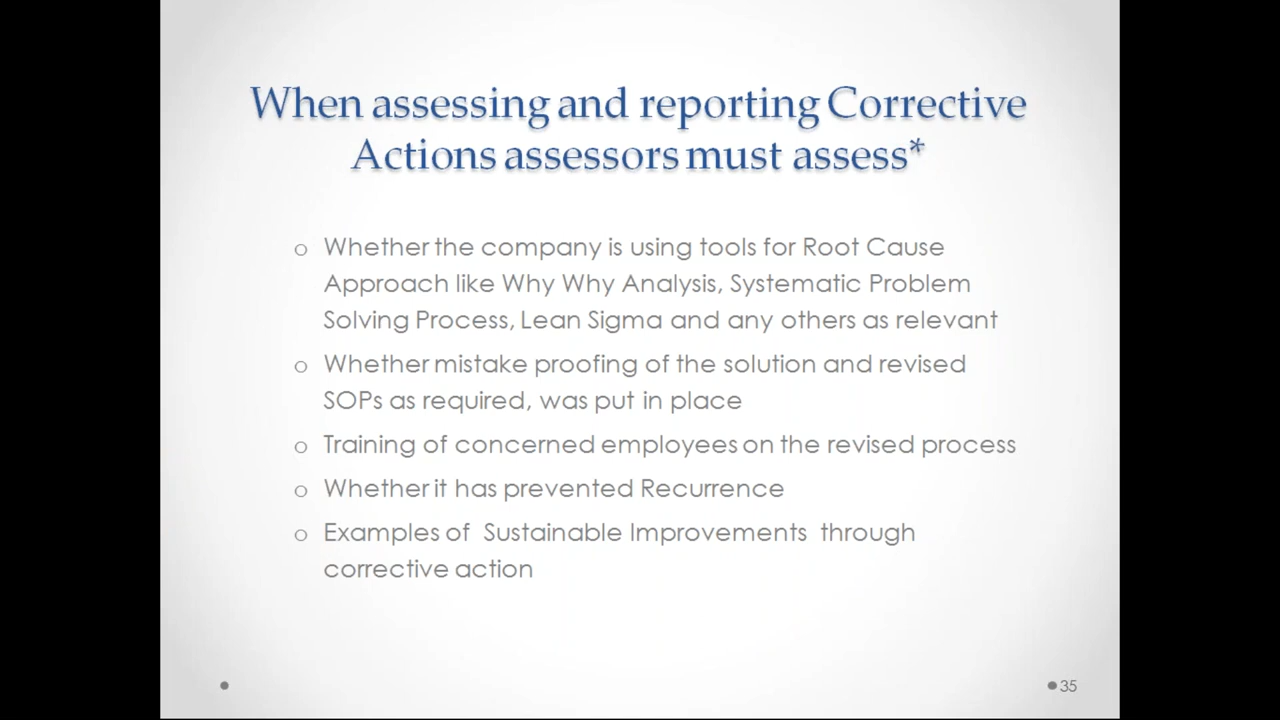 When assessing and reporting Corrective
Actions assessors must assess*
o Whether the company is using tools for Root Cause
Approach like Why Why Analysis, Systematic Problem
Solving Process, Lean Sigma and any others as relevant
o Whether mistake proofing of the solution and revised
SOPs as required, was put in place
o Training of concerned employees on the revised process
o Whether it has prevented Recurrence
o Examples of Sustainable Improvements through
corrective action
35